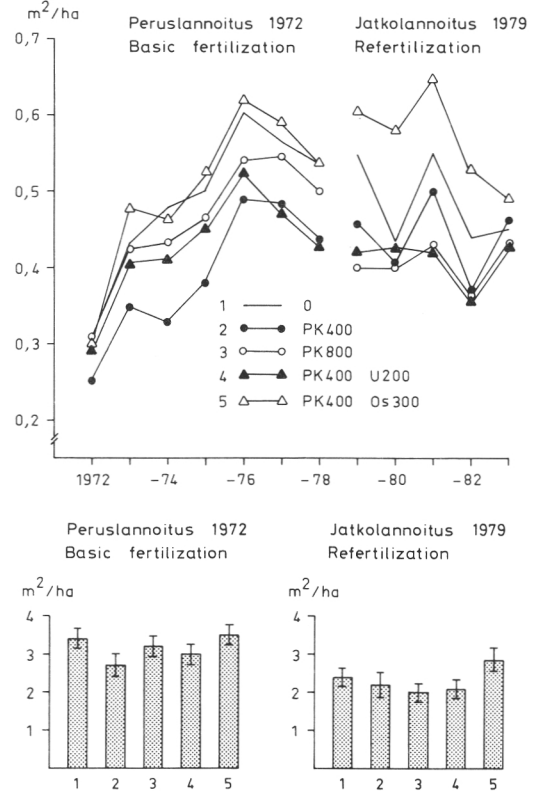 m²/ha
Peruslannoitus 1972
Basic fertilization
Jatkolannoitus 1979
Refertilization
0,7
0,6
0,5
0,4
0,3
0,2
1 0
2 PK400
3 PK800
4 PK400 U200
5 PK400 Os300
1972 -74 -76 -78 -80 -82
Peruslannoitus 1972
Basic fertilization
m²/ha
4
3
2
1
1 2 3 4 5
Jatkolannoitus 1979
Refertilization
m²/ha
4
3
2
1
1 2 3 4 5